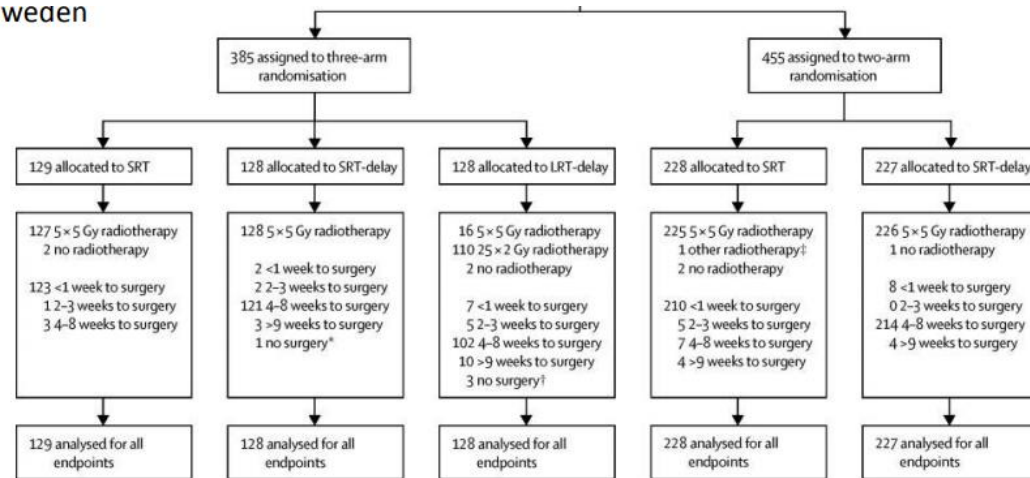 weden
385 assigned to three-arm
randomisation
455 assigned to two-arm
randomisation
129 allocated to SRT
128 allocated to SRT-delay
128 allocated to LRT-delay
228 allocated to SRT
227 allocated to SRT-delay
127 5 × 5 Gy radiotherapy
2 no radiotherapy
123 <1 week to surgery
1 2–3 weeks to surgery
3 4–8 weeks to surgery
128 5 × 5 Gy radiotherapy
2 <1 week to surgery
2 2–3 weeks to surgery
121 4–8 weeks to surgery
3 >9 weeks to surgery
1 no surgery*
16 5 × 5 Gy radiotherapy
110 25 × 2 Gy radiotherapy
2 no radiotherapy
7 <1 week to surgery
5 2–3 weeks to surgery
102 4–8 weeks to surgery
10 >9 weeks to surgery
3 no surgery†
225 5 × 5 Gy radiotherapy
1 other radiotherapy‡
2 no radiotherapy
210 <1 week to surgery
5 2–3 weeks to surgery
7 4–8 weeks to surgery
4 >9 weeks to surgery
226 5 × 5 Gy radiotherapy
1 no radiotherapy
8 <1 week to surgery
0 2–3 weeks to surgery
214 4–8 weeks to surgery
4 >9 weeks to surgery
129 analysed for all
endpoints
128 analysed for all
endpoints
128 analysed for all
endpoints
228 analysed for all
endpoints
227 analysed for all
endpoints